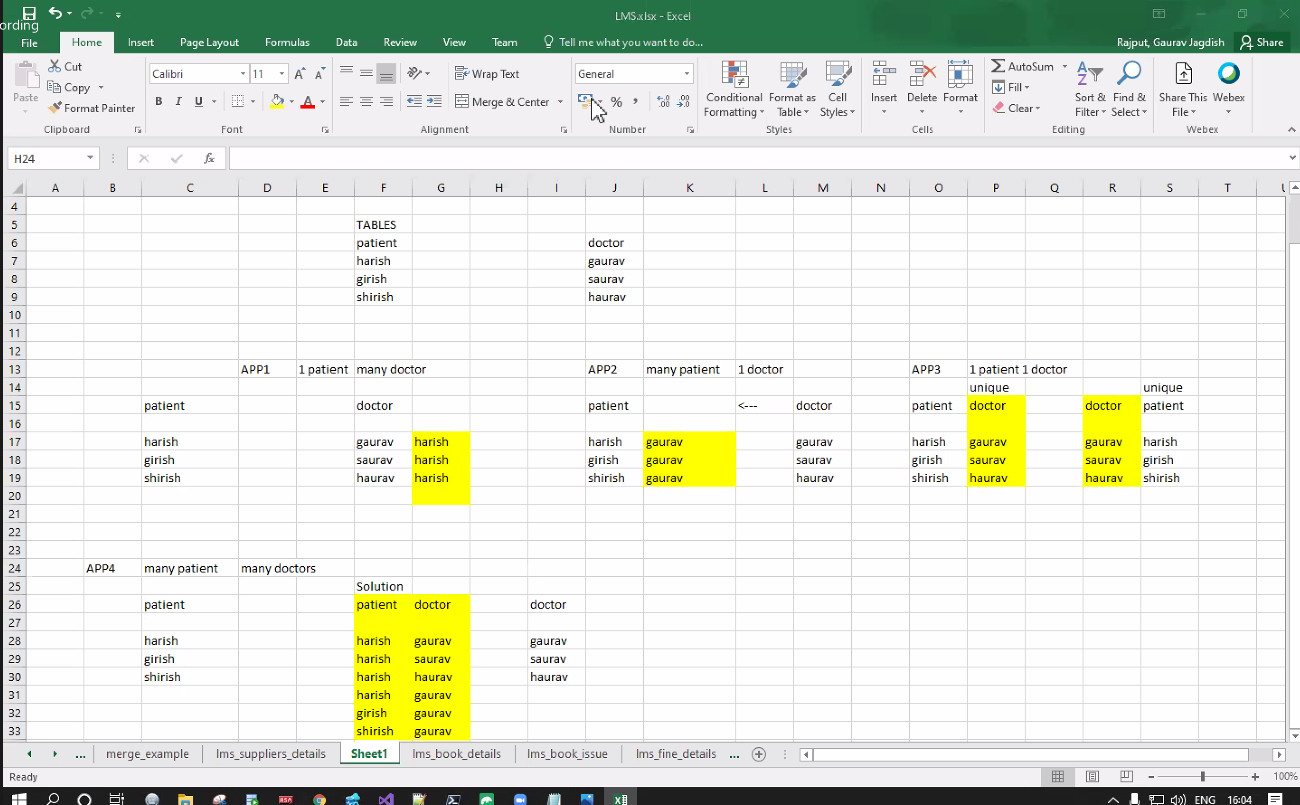 ording
LMS.xlsx - Excel
File Home Insert Page Layout Formulas Data Review View Team Tell me what you want to do... Rajput, Gaurav Jagdish Share
Paste
Cut
Copy
Format Painter
Clipboard
Calibri 11
B I U
Font
Wrap Text
Merge & Center
Alignment
General
Number
Conditional Formatting
Format as Table
Cell Styles
Styles
Insert Delete Format
Cells
AutoSum
Fill
Clear
Sort & Filter
Find & Select
Editing
Share This File
Webex
Webex
H24 fx
A B C D E F G H I J K L M N O P Q R S T
4
5 TABLES
6 patient doctor
7 harish gaurav
8 girish saurav
9 shirish haurav
10
11
12
13 APP1 1 patient many doctor APP2 many patient 1 doctor APP3 1 patient 1 doctor
14 unique unique
15 patient doctor patient <--- doctor patient doctor doctor patient
16
17 harish gaurav harish harish gaurav gaurav harish gaurav gaurav harish
18 girish saurav harish girish gaurav saurav girish saurav saurav girish
19 shirish haurav harish shirish gaurav haurav shirish haurav haurav shirish
20
21
22
23
24 APP4 many patient many doctors
25 Solution
26 patient patient doctor doctor
27
28 harish harish gaurav gaurav
29 girish harish saurav saurav
30 shirish harish haurav haurav
31 harish gaurav
32 girish gaurav
33 shirish gaurav
... merge_example lms_suppliers_details Sheet1 lms_book_details lms_book_issue lms_fine_details ...
Ready 100%
ENG 16:04